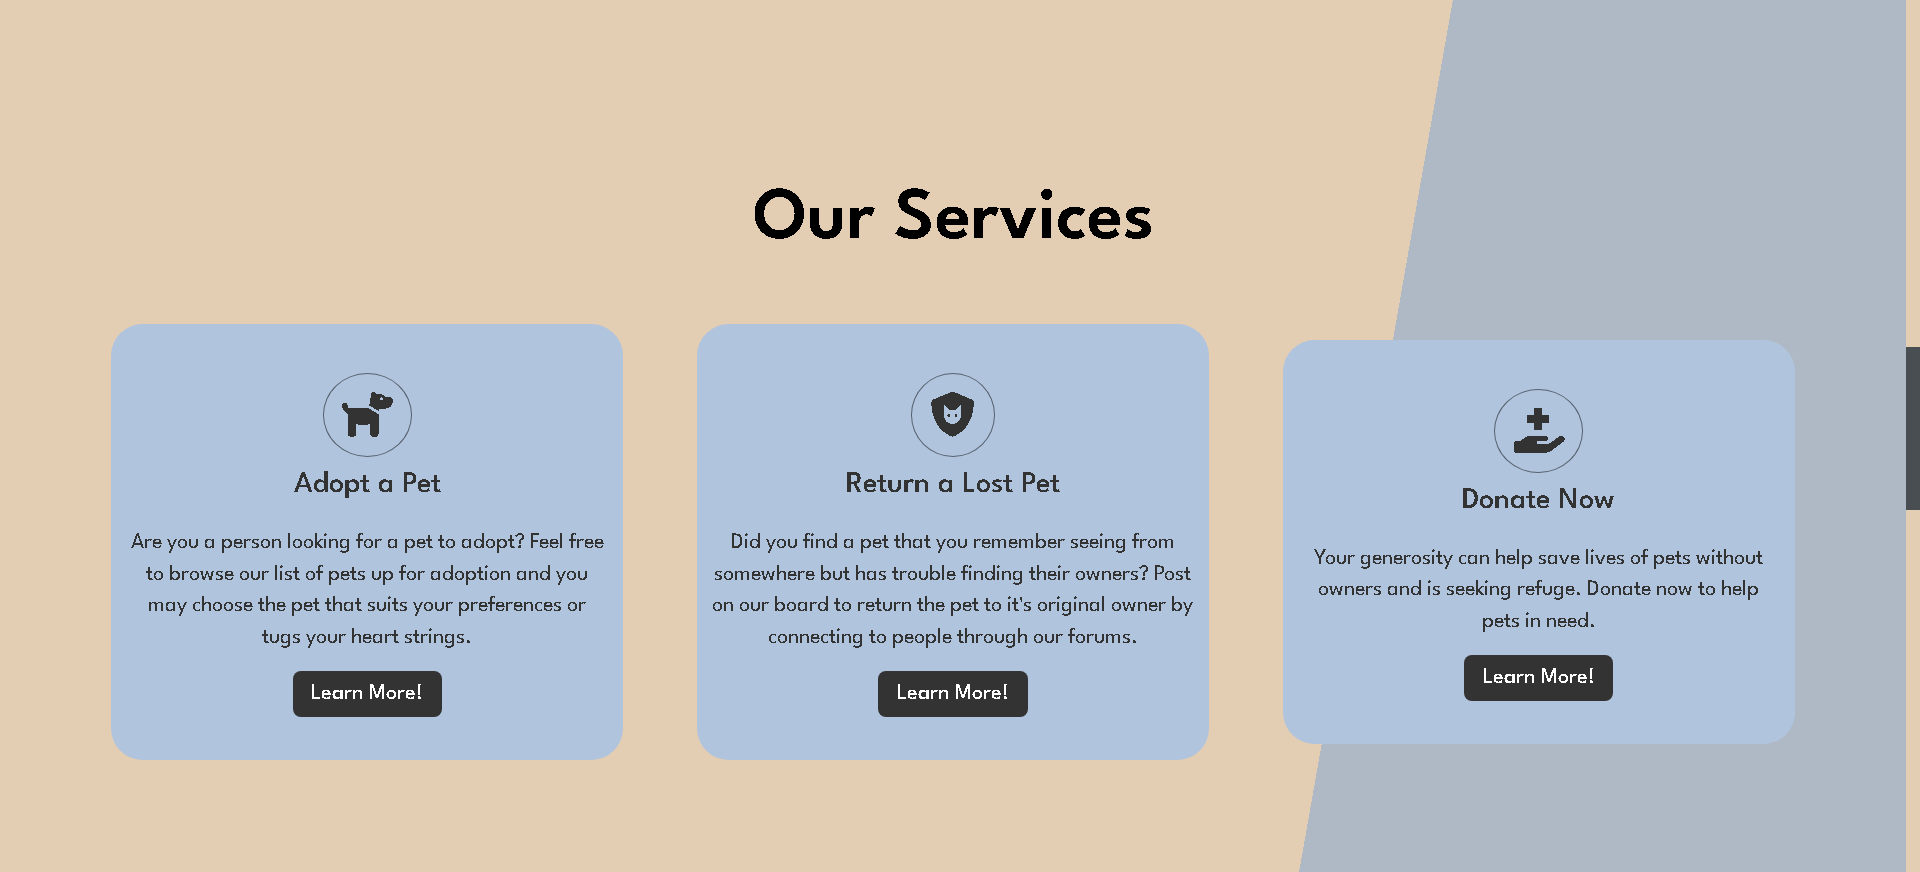 Our Services
Adopt a Pet
Are you a person looking for a pet to adopt? Feel free
to browse our list of pets up for adoption and you
may choose the pet that suits your preferences or
tugs your heart strings.
Learn More!
Return a Lost Pet
Did you find a pet that you remember seeing from
somewhere but has trouble finding their owners? Post
on our board to return the pet to it's original owner by
connecting to people through our forums.
Learn More!
Donate Now
Your generosity can help save lives of pets without
owners and is seeking refuge. Donate now to help
pets in need.
Learn More!